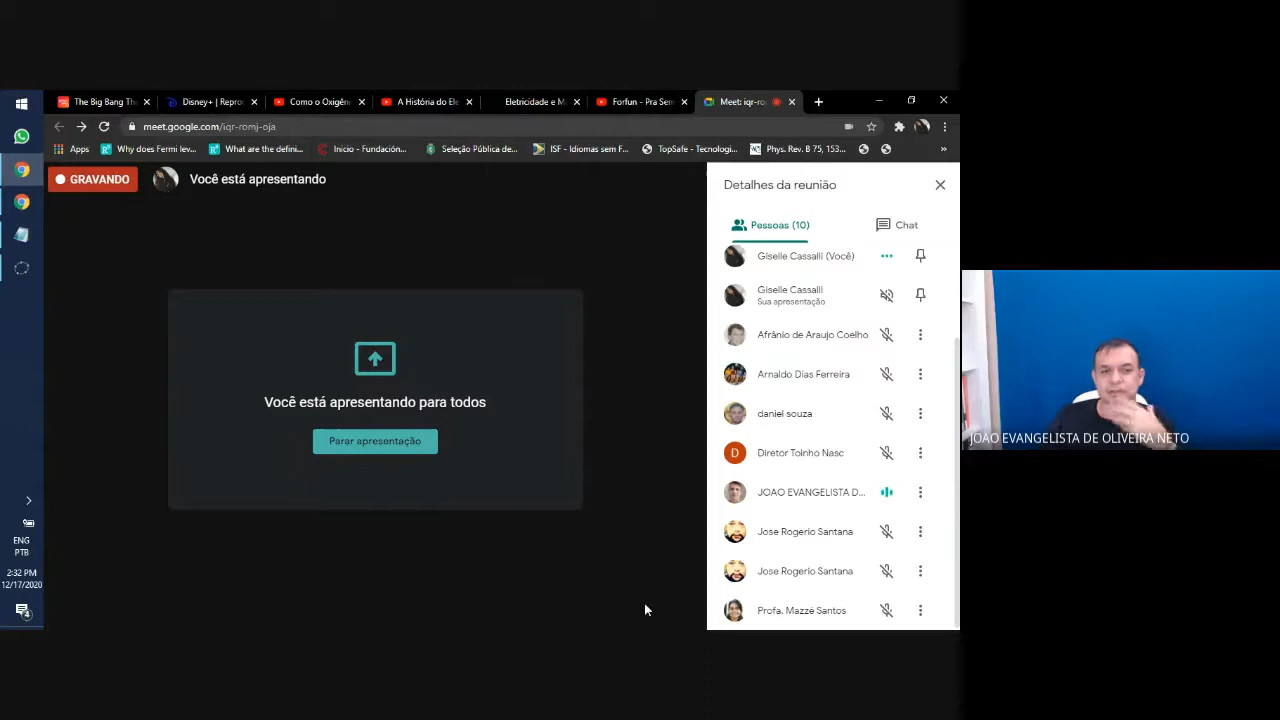 The Big Bang Th
Disney+ | Repro
Como o Oxigên
A História do Ele
Eletricidade e M
Forfun - Pra Sem
Meet: iqr-ro
meet.google.com/iqr-romj-oja
Apps
Why does Fermi lev...
What are the defini...
Inicio - Fundación,...
Seleção Pública de...
ISF - Idiomas sem F...
TopSafe - Tecnologi...
Phys. Rev. B 75, 153...
»
GRAVANDO
Você está apresentando
Você está apresentando para todos
Parar apresentação
Detalhes da reunião
Pessoas (10)
Chat
Giselle Cassalli (Você)
Giselle Cassalli
Sua apresentação
Afrânio de Araujo Coelho
Arnaldo Dias Ferreira
daniel souza
D
Diretor Toinho Nasc
JOAO EVANGELISTA D...
Jose Rogerio Santana
Jose Rogerio Santana
Profa. Mazzé Santos
ENG
PTB
2:32 PM
12/17/2020
4
JOAO EVANGELISTA DE OLIVEIRA NETO